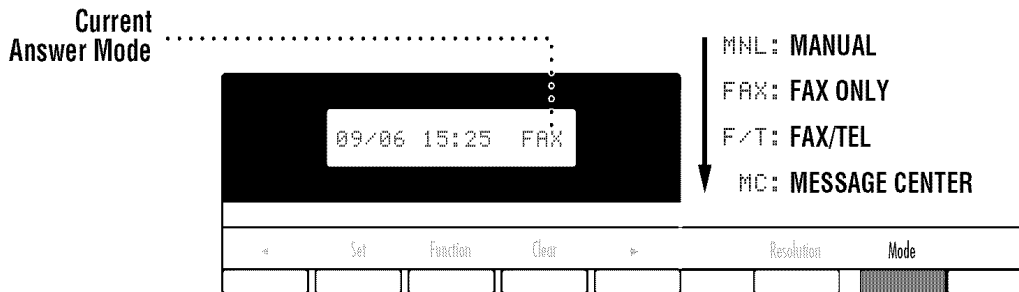 Current
Answer Mode
09/06 15:25 FAX
MNL: MANUAL
FAX: FAX ONLY
F/T: FAX/TEL
MC: MESSAGE CENTER
Set Function Clear Resolution Mode